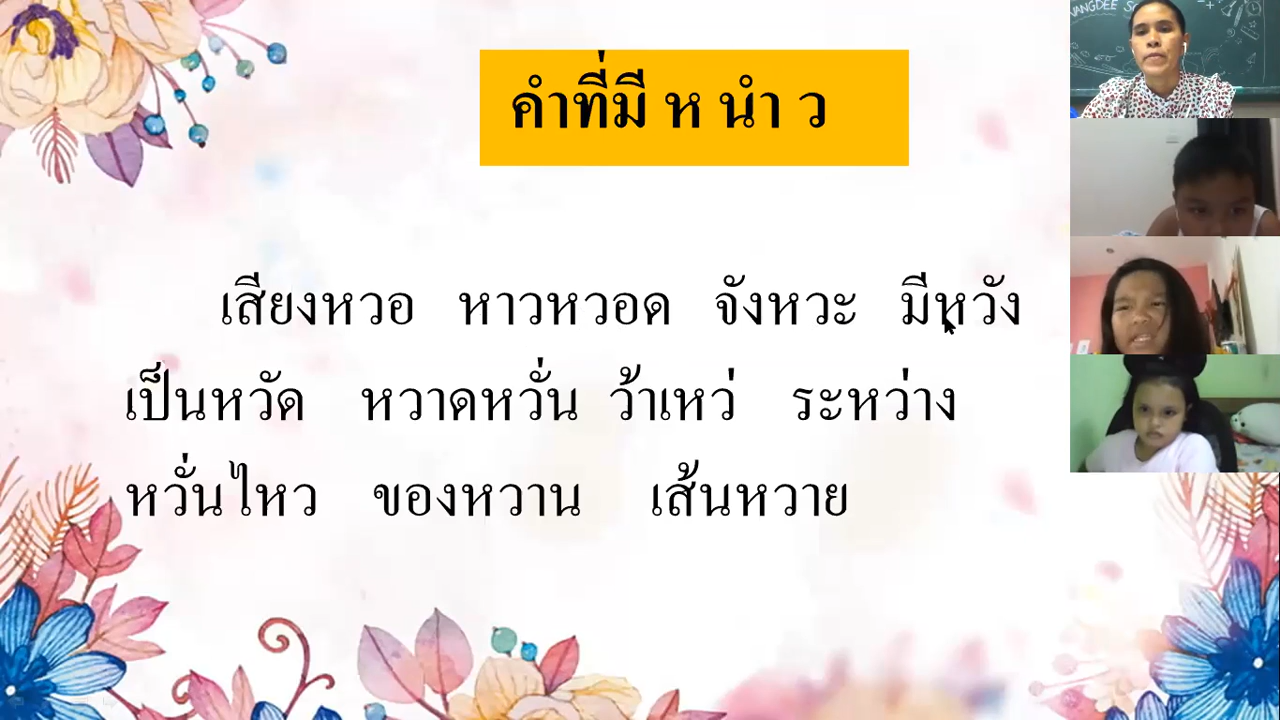 คำที่มี ห นำ ว
เสียงหวอ หาวหวอด จังหวะ มีหวัง
เป็นหวัด หวาดหวั่น ว้าเหว่ ระหว่าง
หวั่นไหว ของหวาน เส้นหวาย